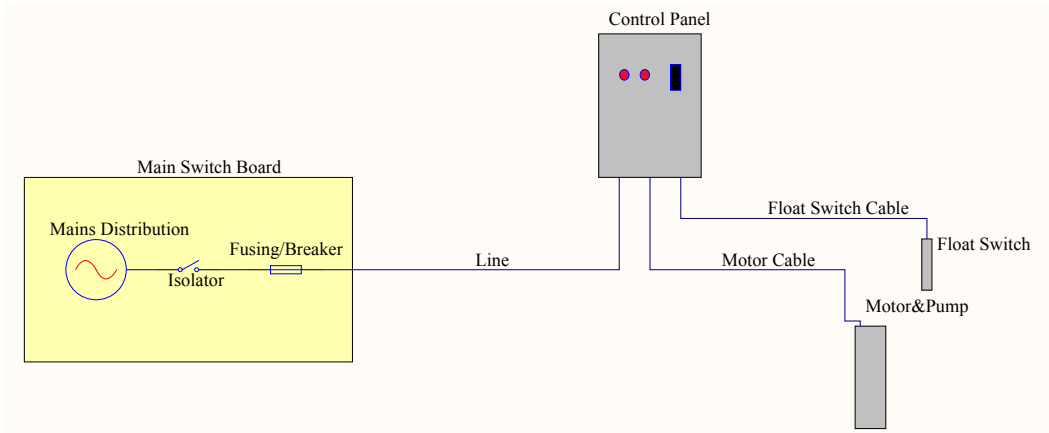 Control Panel
Main Switch Board
Mains Distribution
Fusing/Breaker
Isolator
Line
Motor Cable
Float Switch Cable
Float Switch
Motor&Pump